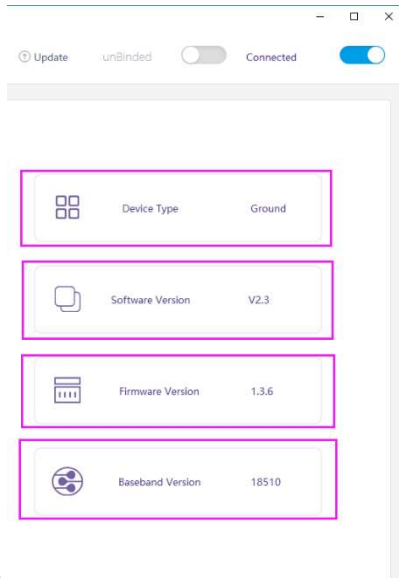 Update unBinded Connected
Device Type Ground
Software Version V2.3
Firmware Version 1.3.6
Baseband Version 18510